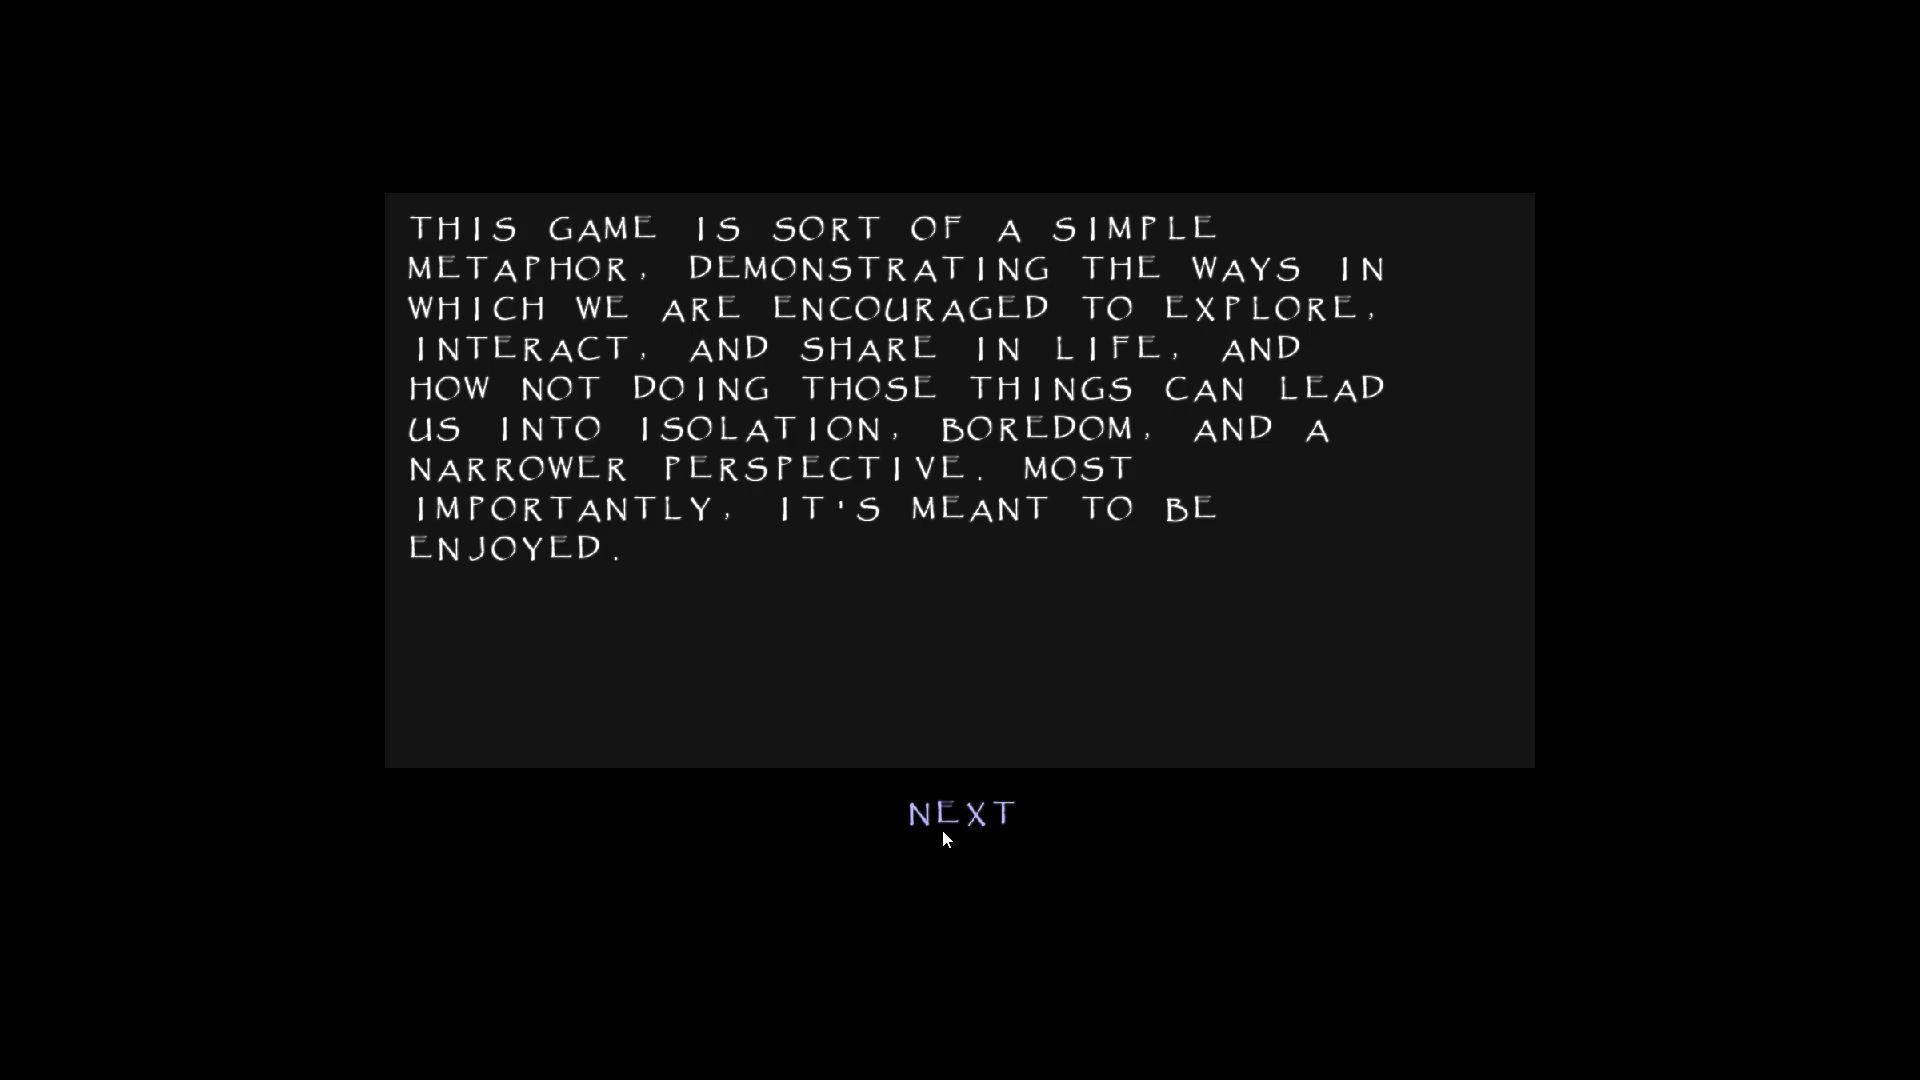 THIS GAME IS SORT OF A SIMPLE
METAPHOR, DEMONSTRATING THE WAYS IN
WHICH WE ARE ENCOURAGED TO EXPLORE,
INTERACT, AND SHARE IN LIFE, AND
HOW NOT DOING THOSE THINGS CAN LEAD
US INTO ISOLATION, BOREDOM, AND A
NARROWER PERSPECTIVE. MOST
IMPORTANTLY, IT'S MEANT TO BE
ENJOYED.
NEXT